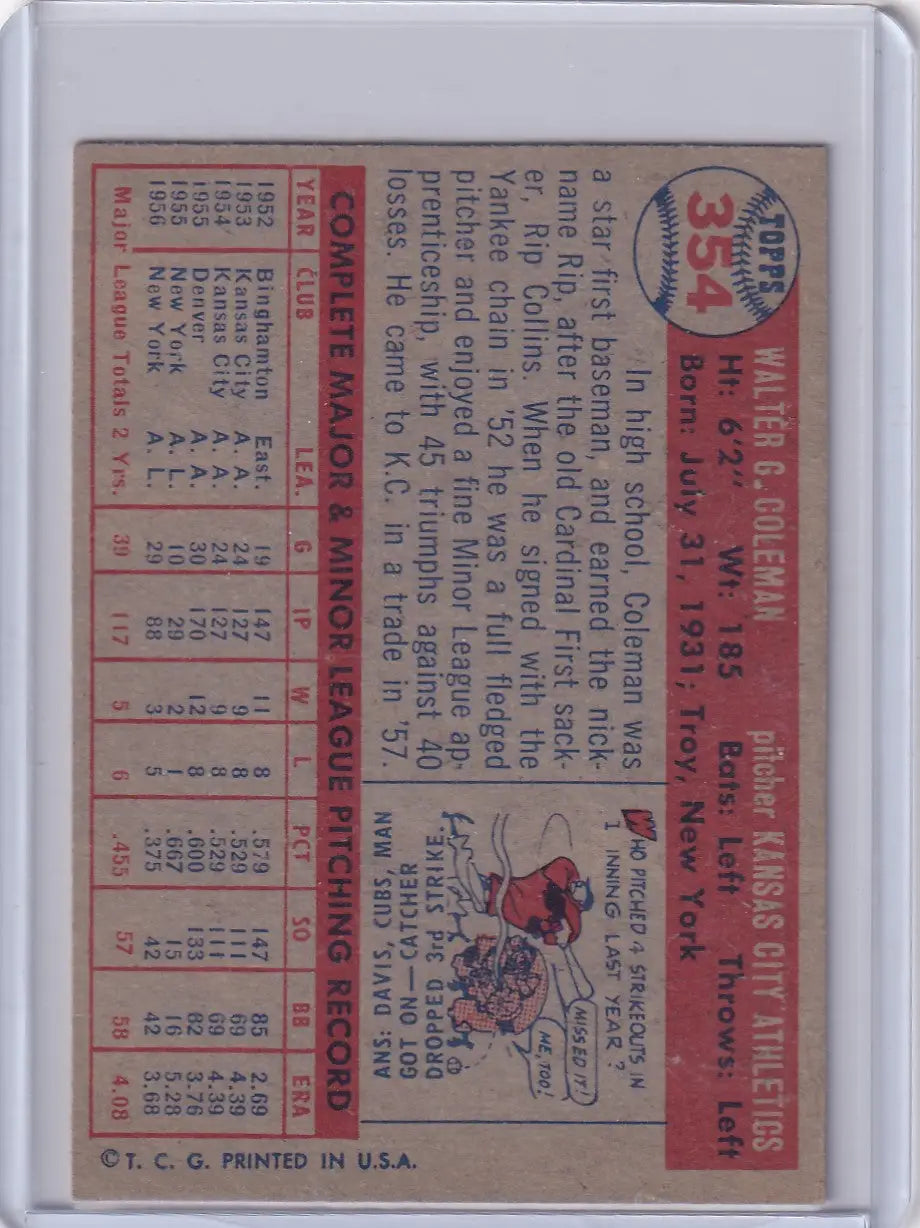 TOPPS
354
WALTER G. COLEMAN pitcher KANSAS CITY ATHLETICS
Ht: 6'2" Wt: 185 Bats: Left Throws: Left
Born: July 31, 1931; Troy, New York
In high school, Coleman was
a star first baseman, and earned the nick-
name Rip, after the old Cardinal First sack-
er, Rip Collins. When he signed with the
Yankee chain in '52 he was a full fledged
pitcher and enjoyed a fine Minor League ap-
prenticeship, with 45 triumphs against 40
losses. He came to K.C. in a trade in '57.
WHO PITCHED 4 STRIKEOUTS IN
1 INNING LAST YEAR?
MISSED IT!
ME, TOO!
ANS: DAVIS, CUBS, MAN
GOT ON—CATCHER
DROPPED 3rd STRIKE.
COMPLETE MAJOR & MINOR LEAGUE PITCHING RECORD
YEAR CLUB LEA. G IP W L PCT SO BB ERA
1952 Binghamton East. 19 147 11 8 .579 147 85 2.69
1953 Kansas City A. A. 24 127 9 8 .529 111 69 4.39
1954 Kansas City A. A. 24 127 9 8 .529 111 69 4.39
1955 Denver A. A. 30 170 12 8 .600 133 82 3.76
1955 New York A. L. 10 29 2 1 .667 15 16 5.28
1956 New York A. L. 29 88 3 5 .375 42 42 3.68
Major League Totals 2 Yrs. 39 117 5 6 .455 57 58 4.08
© T. C. G. PRINTED IN U.S.A.